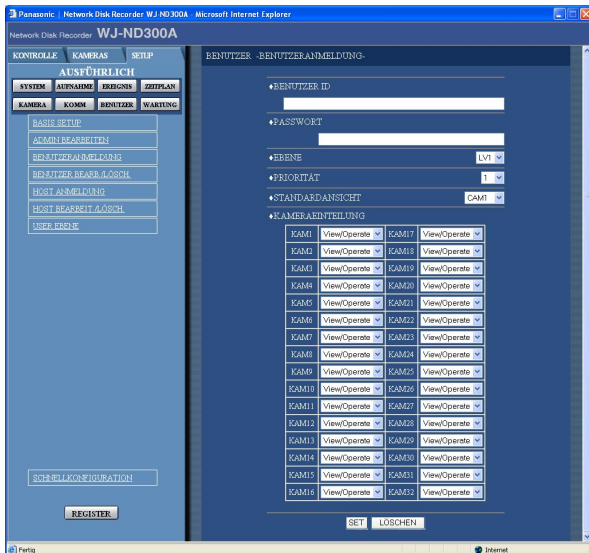 Panasonic | Network Disk Recorder WJ-ND300A - Microsoft Internet Explorer
Network Disk Recorder WJ-ND300A
KONTROLLE KAMERAS SETUP
AUSFÜHRLICH
SYSTEM AUFNAHME EREIGNIS ZEITPLAN
KAMERA KOMM BENUTZER WARTUNG
BASIS SETUP
ADMIN BEARBEITEN
BENUTZERANMELDUNG
BENUTZER BEARB./LÖSCH.
HOST ANMELDUNG
HOST BEARBEIT./LÖSCH.
USER EBENE
SCHNELLKONFIGURATION
REGISTER
BENUTZER -BENUTZERANMELDUNG-
♦BENUTZER ID
♦PASSWORT
♦EBENE LV1
♦PRIORITÄT 1
♦STANDARDANSICHT CAM1
♦KAMERAEINTEILUNG
KAM1 View/Operate KAM17 View/Operate
KAM2 View/Operate KAM18 View/Operate
KAM3 View/Operate KAM19 View/Operate
KAM4 View/Operate KAM20 View/Operate
KAM5 View/Operate KAM21 View/Operate
KAM6 View/Operate KAM22 View/Operate
KAM7 View/Operate KAM23 View/Operate
KAM8 View/Operate KAM24 View/Operate
KAM9 View/Operate KAM25 View/Operate
KAM10 View/Operate KAM26 View/Operate
KAM11 View/Operate KAM27 View/Operate
KAM12 View/Operate KAM28 View/Operate
KAM13 View/Operate KAM29 View/Operate
KAM14 View/Operate KAM30 View/Operate
KAM15 View/Operate KAM31 View/Operate
KAM16 View/Operate KAM32 View/Operate
SET LÖSCHEN
Fertig Internet